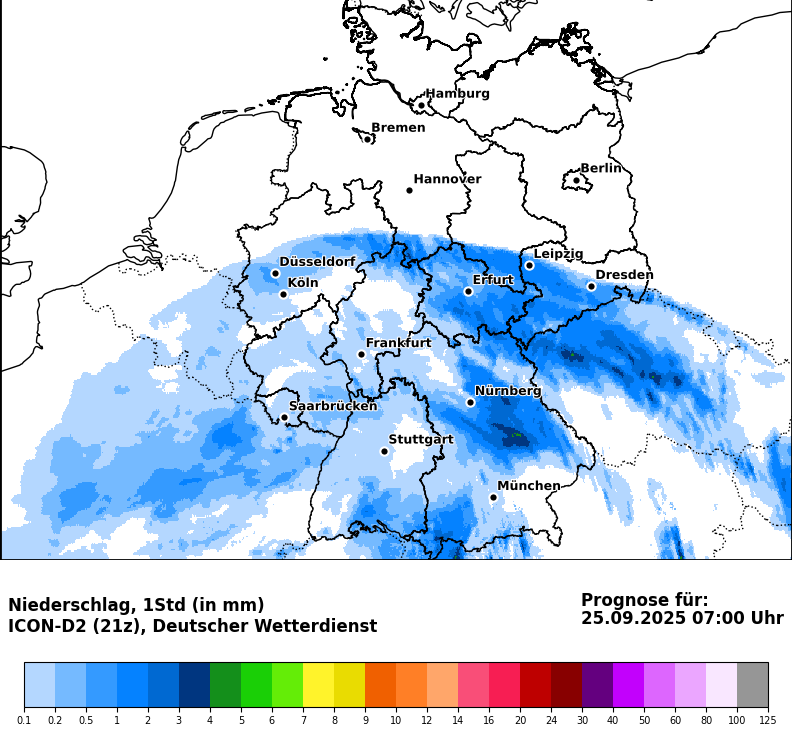 Hamburg
Bremen
Berlin
Hannover
Leipzig
Düsseldorf
Dresden
Erfurt
Köln
Frankfurt
Nürnberg
Saarbrücken
Stuttgart
München
Niederschlag, 1Std (in mm)
ICON-D2 (21z), Deutscher Wetterdienst
Prognose für:
25.09.2025 07:00 Uhr
0.1 0.2 0.5 1 2 3 4 5 6 7 8 9 10 12 14 16 20 24 30 40 50 60 80 100 125